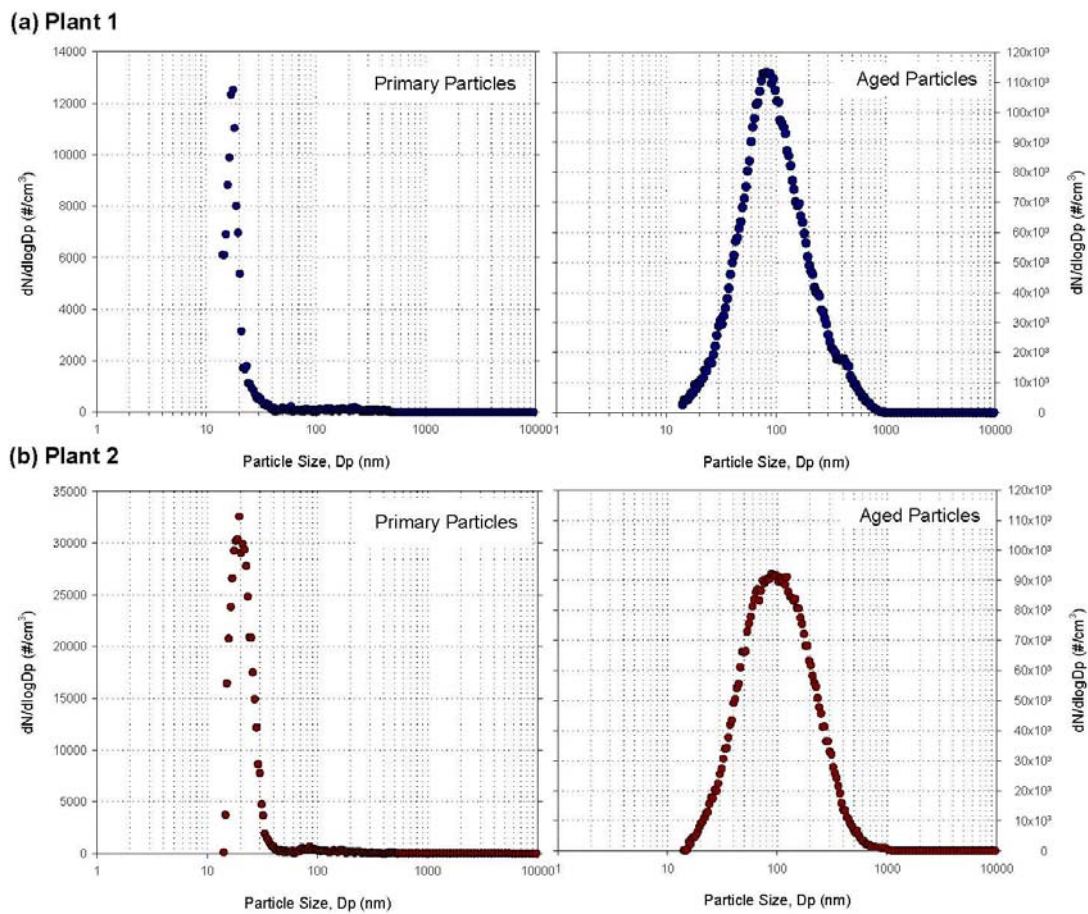 (a) Plant 1
14000
12000
10000
8000
6000
4000
2000
0
dN/dlogDp (#/cm³)
Primary Particles
1
10
100
1000
10000
Particle Size, Dp (nm)
Aged Particles
120x10³
110x10³
100x10³
90x10³
80x10³
70x10³
60x10³
50x10³
40x10³
30x10³
20x10³
10x10³
0
dN/dlogDp (#/cm³)
1
10
100
1000
10000
Particle Size, Dp (nm)
(b) Plant 2
35000
30000
25000
20000
15000
10000
5000
0
dN/dlogDp (#/cm³)
Primary Particles
1
10
100
1000
10000
Particle Size, Dp (nm)
Aged Particles
120x10³
110x10³
100x10³
90x10³
80x10³
70x10³
60x10³
50x10³
40x10³
30x10³
20x10³
10x10³
0
dN/dlogDp (#/cm³)
1
10
100
1000
10000
Particle Size, Dp (nm)